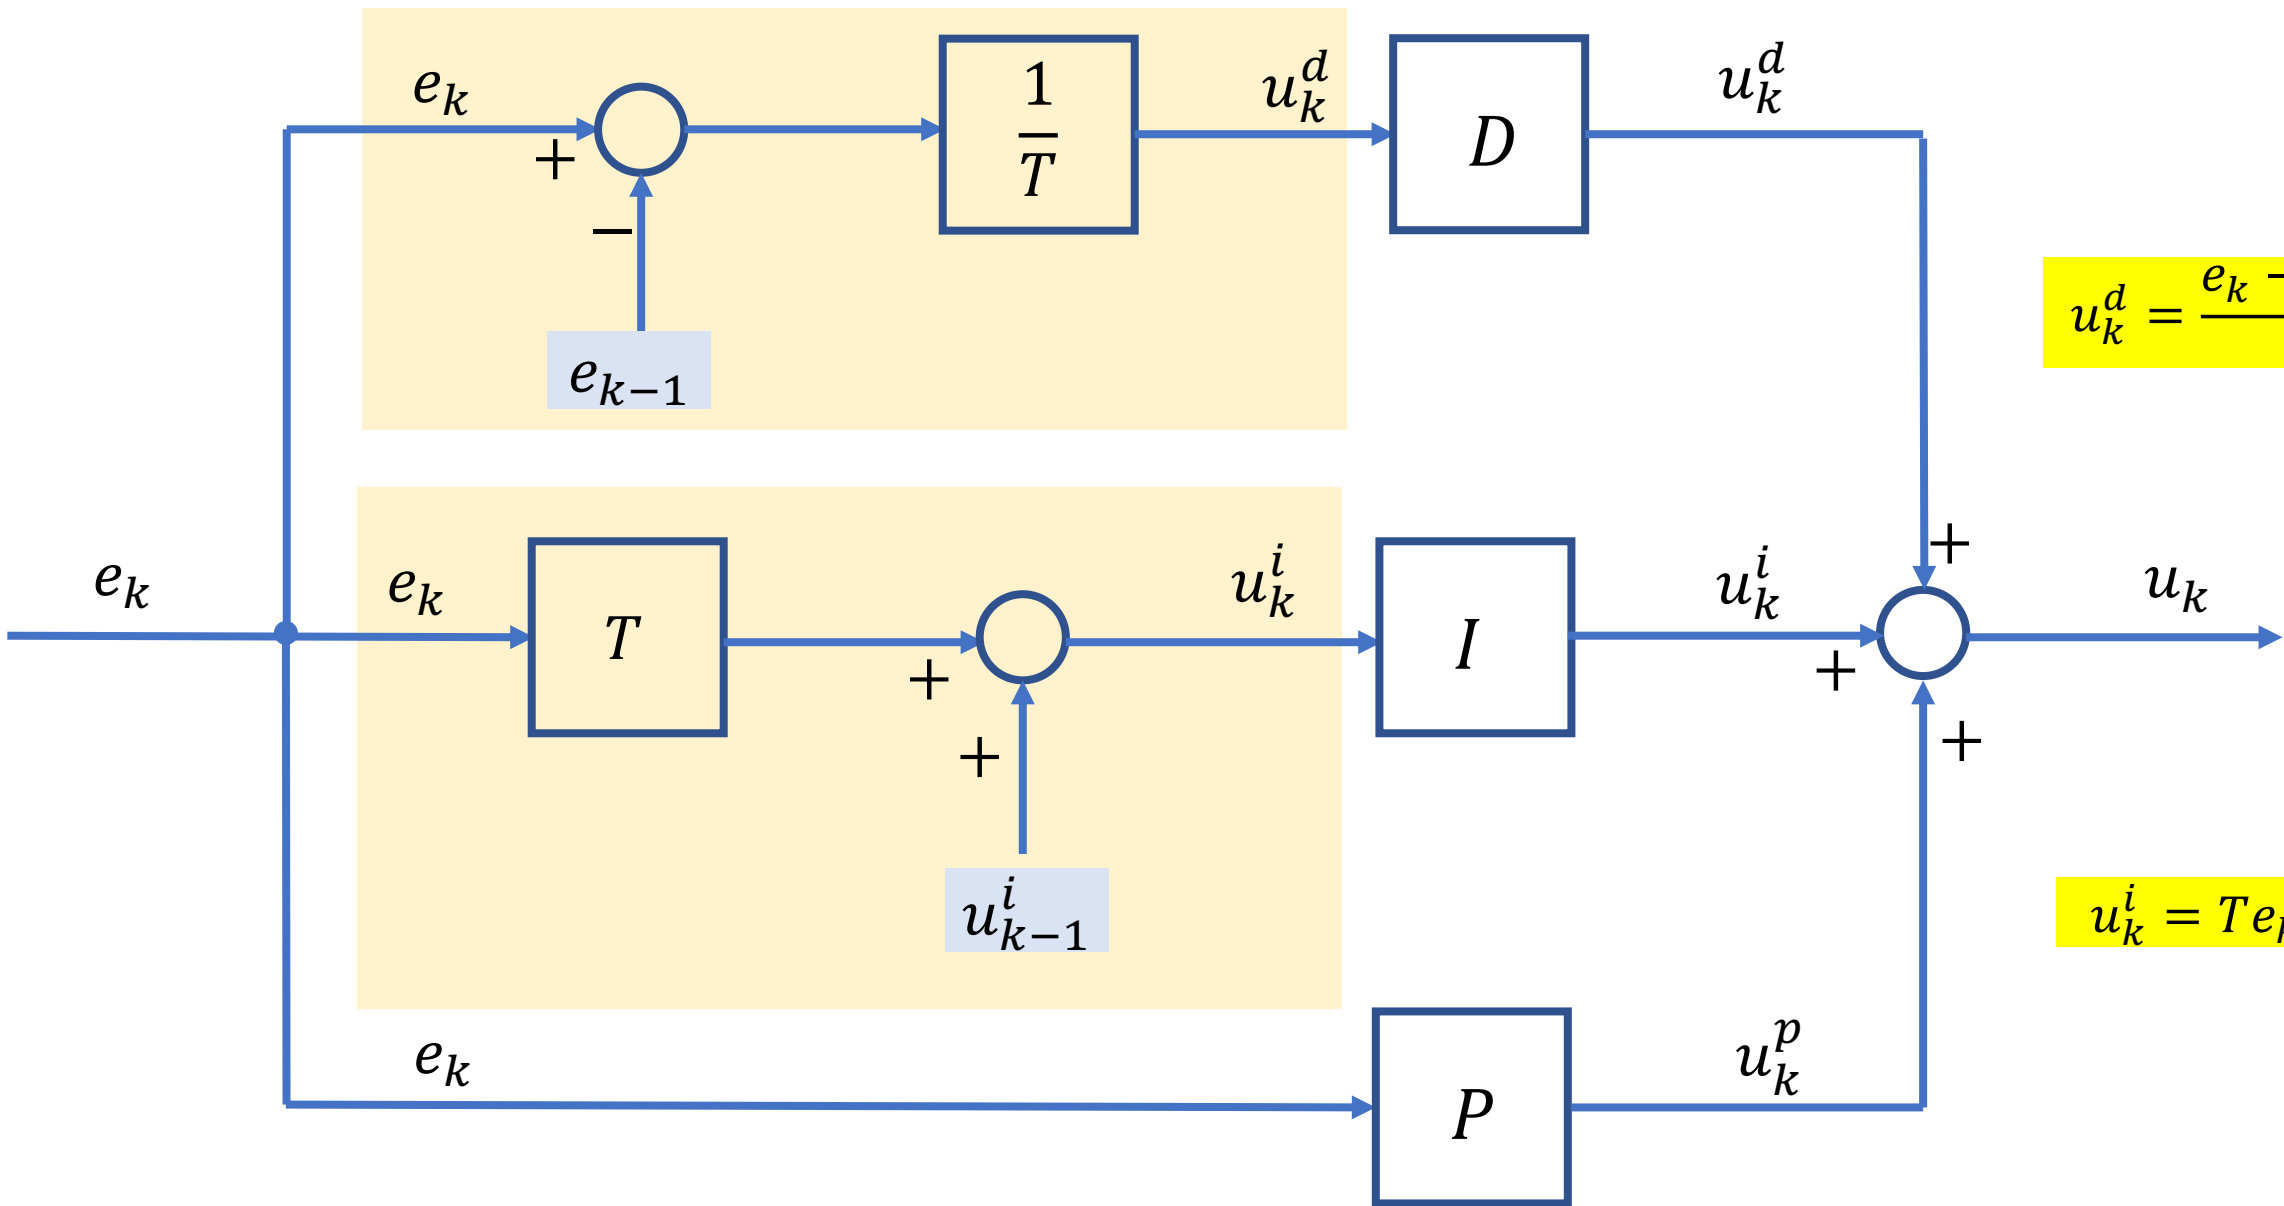 e_k
+
−
e_{k−1}
1/T
u_k^d
D
u_k^d
u_k^d = e_k −
e_k
e_k
T
+
+
u_{k−1}^i
u_k^i
I
u_k^i
+
+
+
u_k
u_k^i = Te
e_k
P
u_k^p